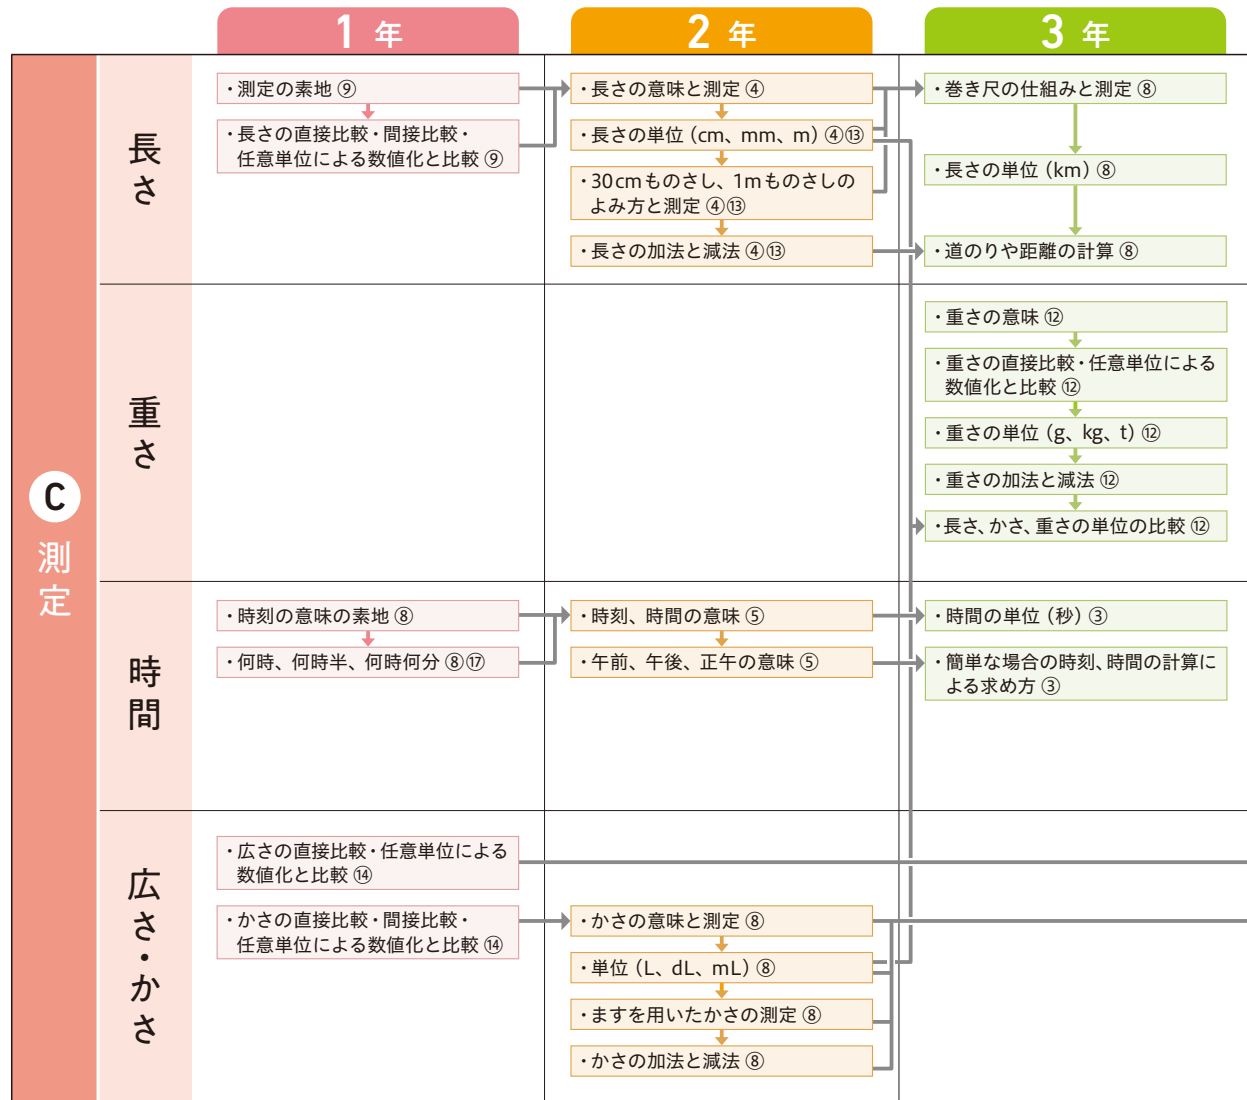 1 年
2 年
3 年
C
測定
長さ
・測定の素地 ⑨
・長さの直接比較・間接比較・
任意単位による数値化と比較 ⑨
・長さの意味と測定 ④
・長さの単位（cm、mm、m）④⑬
・30cmものさし、1mものさしの
よみ方と測定 ④⑬
・長さの加法と減法 ④⑬
・巻き尺の仕組みと測定 ⑧
・長さの単位（km）⑧
・道のりや距離の計算 ⑧
重さ
・重さの意味 ⑫
・重さの直接比較・任意単位による
数値化と比較 ⑫
・重さの単位（g、kg、t）⑫
・重さの加法と減法 ⑫
・長さ、かさ、重さの単位の比較 ⑫
時間
・時刻の意味の素地 ⑧
・何時、何時半、何時何分 ⑧⑰
・時刻、時間の意味 ⑤
・午前、午後、正午の意味 ⑤
・時間の単位（秒）③
・簡単な場合の時刻、時間の計算に
よる求め方 ③
広さ・かさ
・広さの直接比較・任意単位による
数値化と比較 ⑭
・かさの直接比較・間接比較・
任意単位による数値化と比較 ⑭
・かさの意味と測定 ⑧
・単位（L、dL、mL）⑧
・ますを用いたかさの測定 ⑧
・かさの加法と減法 ⑧